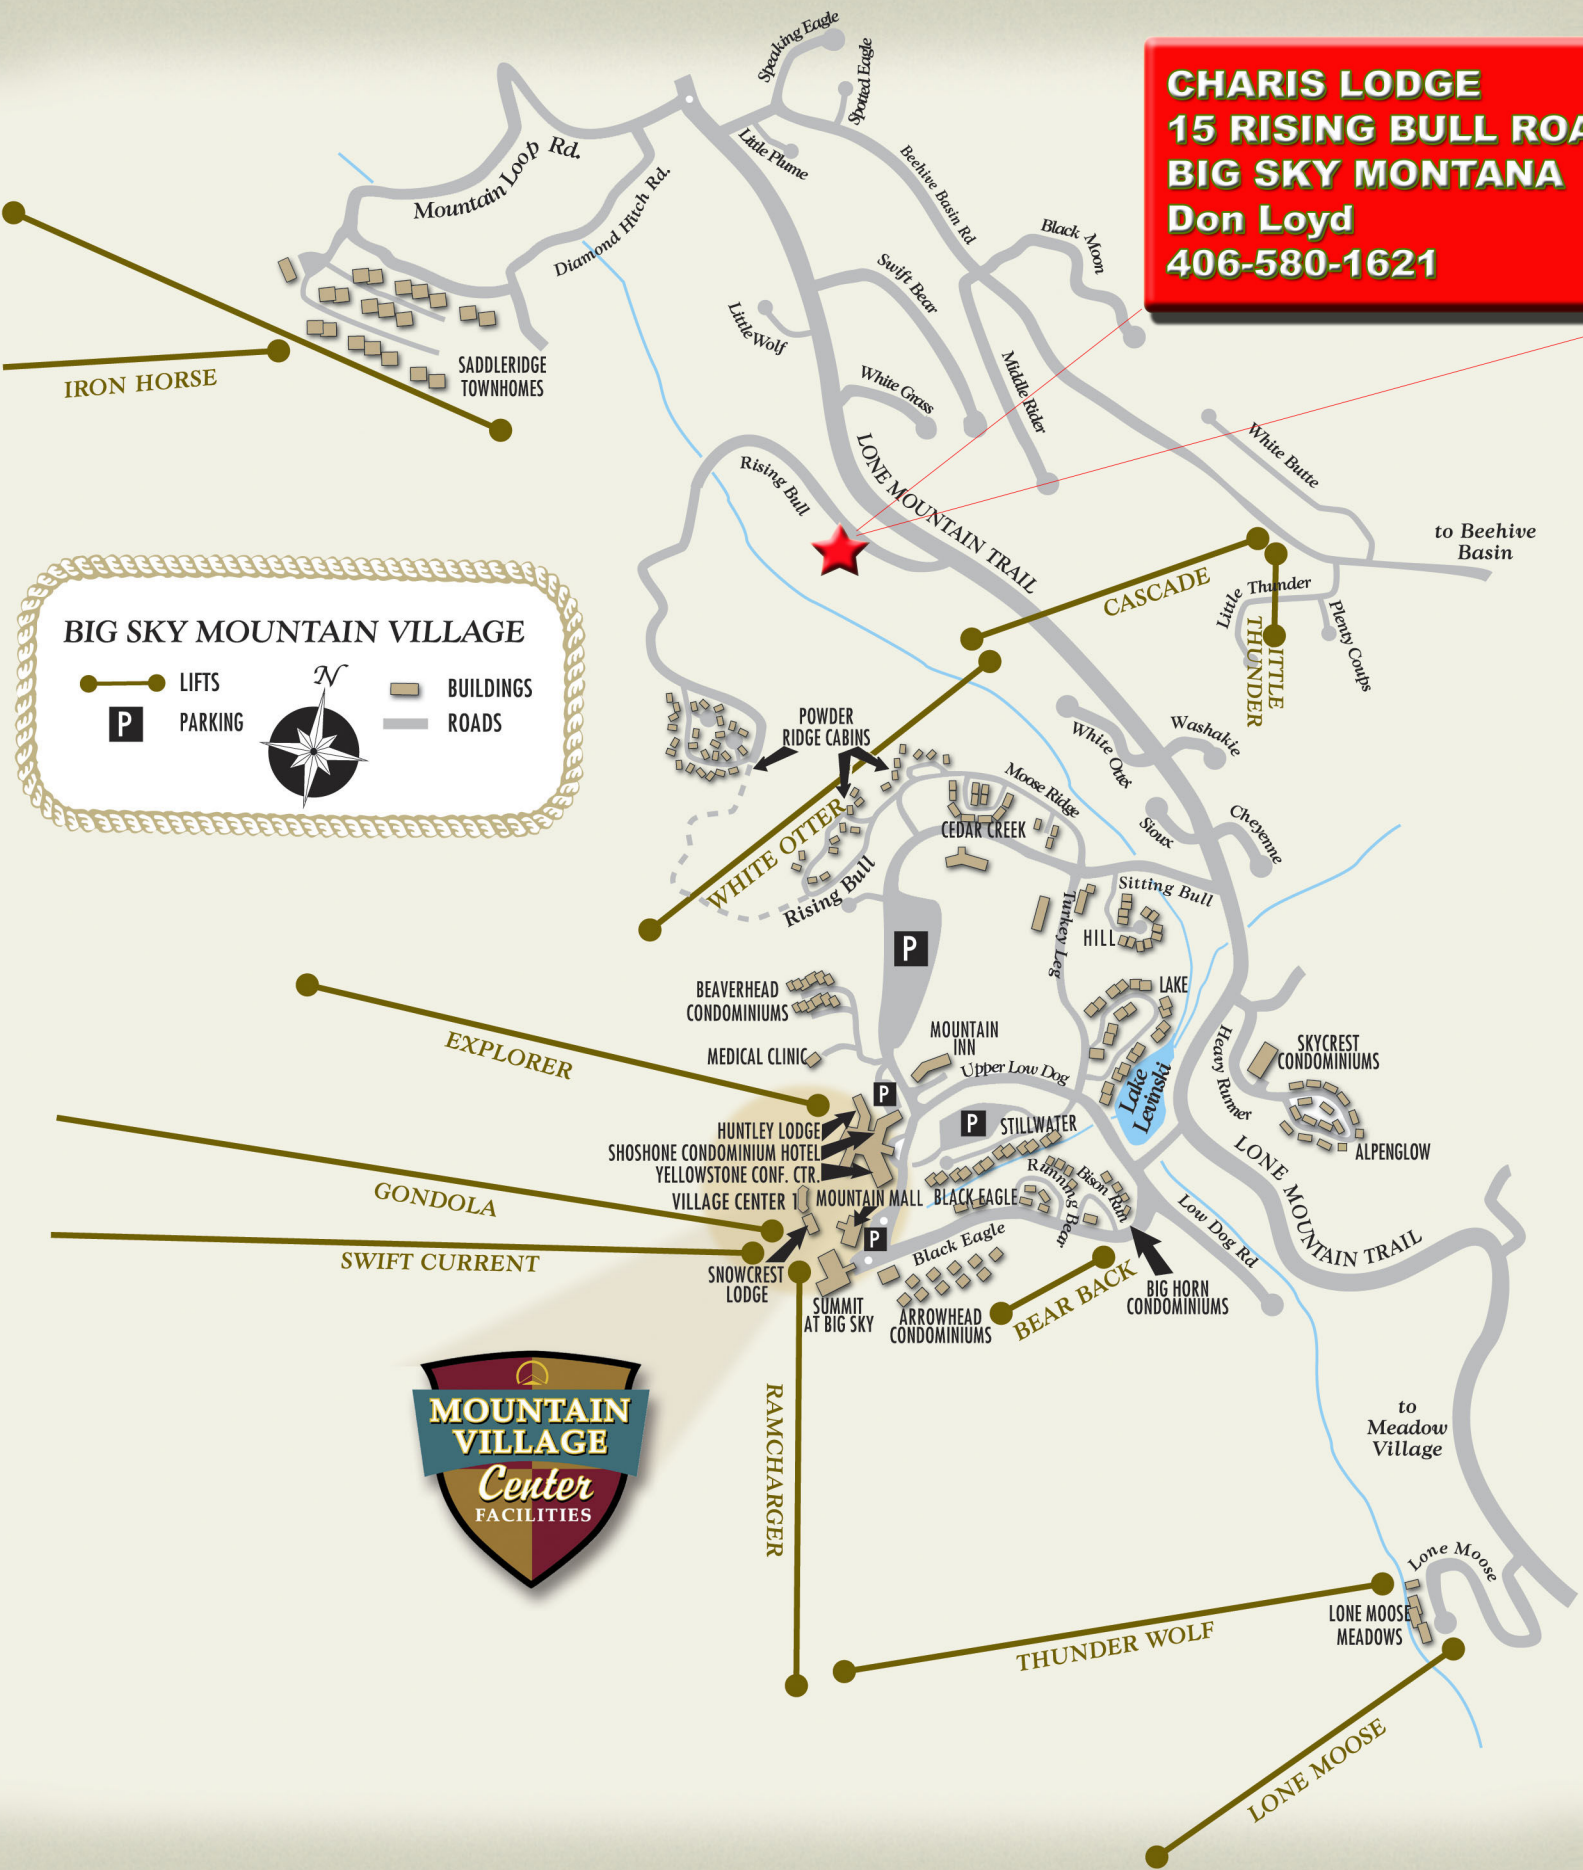 Speaking Eagle
Spotted Eagle
CHARIS LODGE
15 RISING BULL ROA
BIG SKY MONTANA
Don Loyd
406-580-1621
Little Plume
Mountain Loop Rd.
Diamond Hitch Rd.
Beehive Basin Rd
Black Moon
Swift Bear
Little Wolf
White Grass
Middle Rider
IRON HORSE
SADDLERIDGE
TOWNHOMES
Rising Bull
LONE MOUNTAIN TRAIL
White Butte
to Beehive
Basin
CASCADE
Little Thunder
Plenty Coups
ITTLE
THUNDER
BIG SKY MOUNTAIN VILLAGE
N
LIFTS
BUILDINGS
P
PARKING
ROADS
POWDER
RIDGE CABINS
White Otter
Washakie
Moose Ridge
CEDAR CREEK
Sioux
Cheyenne
WHITE OTTER
Rising Bull
Sitting Bull
Turkey Leg
HILL
P
BEAVERHEAD
CONDOMINIUMS
LAKE
MEDICAL CLINIC
MOUNTAIN
INN
Upper Low Dog
Lake
Levinski
Heavy Runner
SKYCREST
CONDOMINIUMS
ALPENGLOW
EXPLORER
P
P
STILLWATER
HUNTLEY LODGE
SHOSHONE CONDOMINIUM HOTEL
YELLOWSTONE CONF. CTR.
VILLAGE CENTER 1
MOUNTAIN MALL
BLACK EAGLE
Running Bear
Bison Run
LONE MOUNTAIN TRAIL
Low Dog Rd
GONDOLA
P
Black Eagle
SWIFT CURRENT
SNOWCREST
LODGE
SUMMIT
AT BIG SKY
ARROWHEAD
CONDOMINIUMS
BEAR BACK
BIG HORN
CONDOMINIUMS
MOUNTAIN
VILLAGE
Center
FACILITIES
RAMCHARGER
to
Meadow
Village
Lone Moose
LONE MOOSE
MEADOWS
THUNDER WOLF
LONE MOOSE